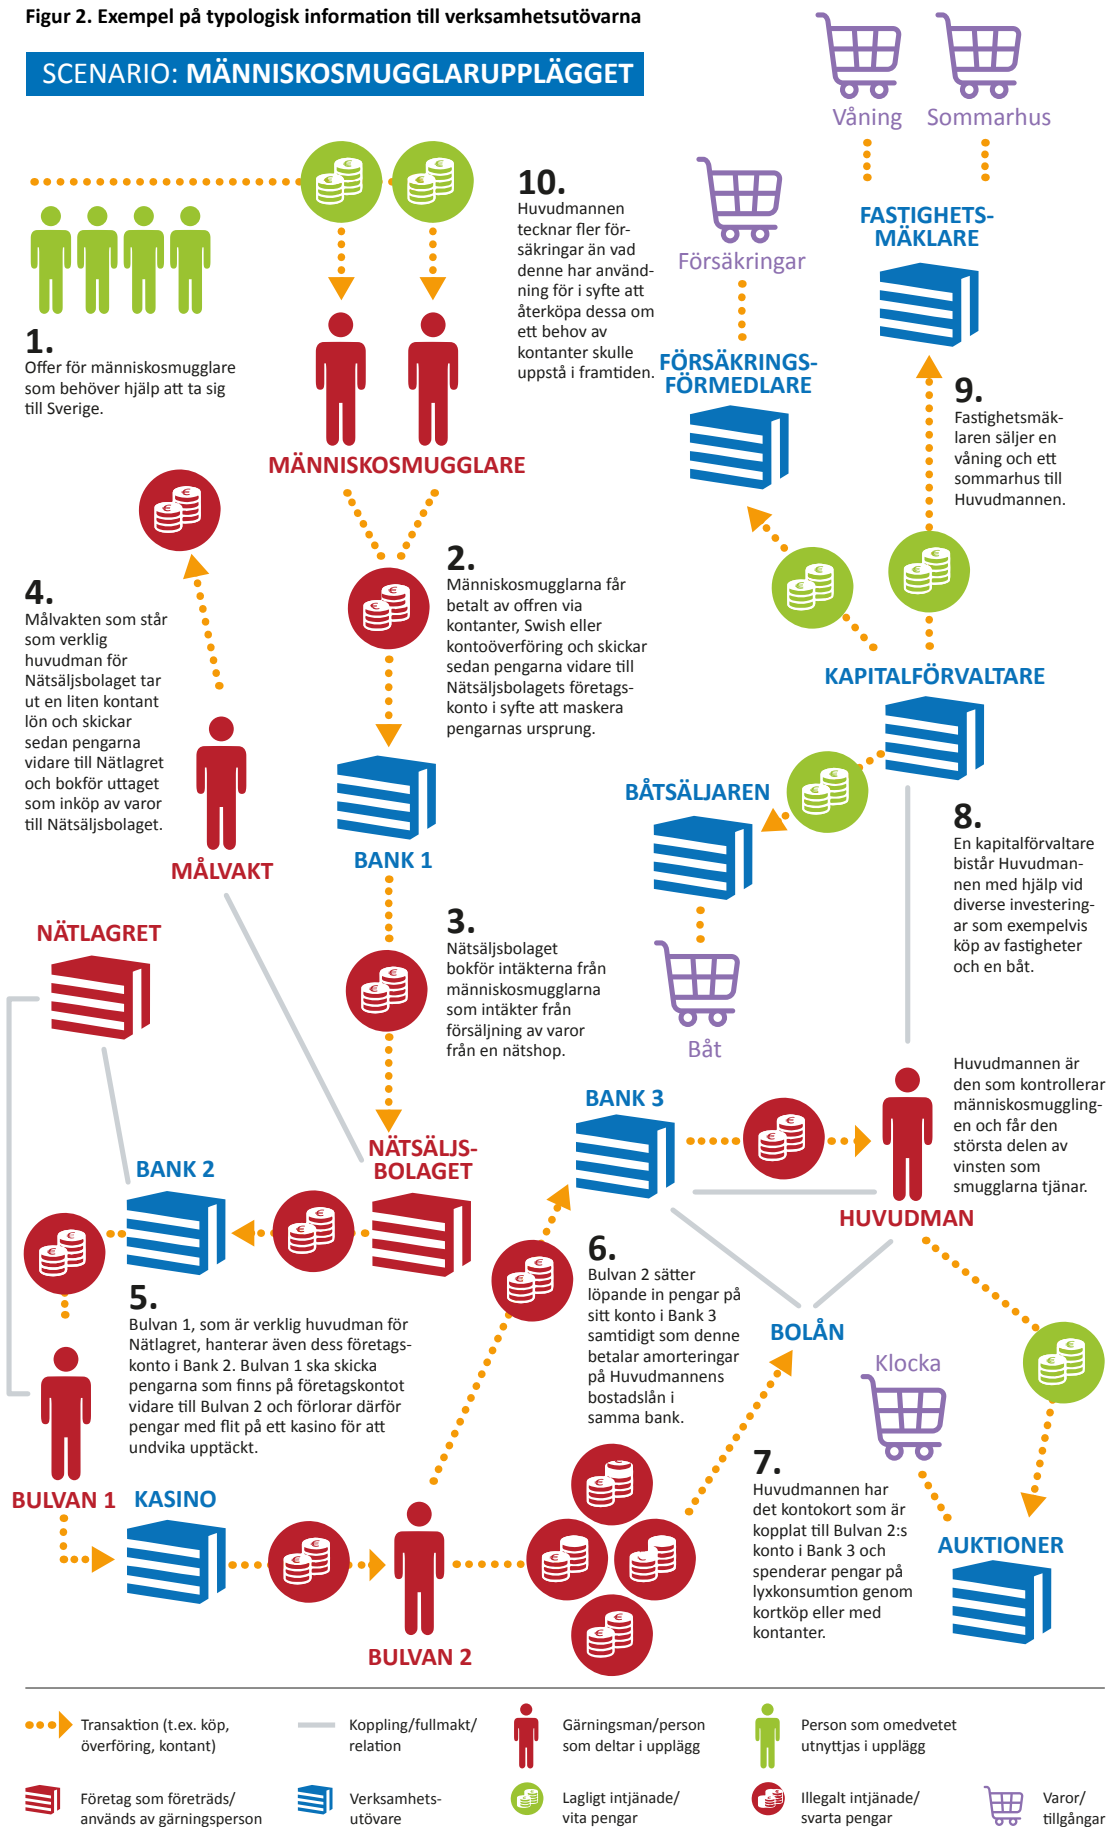 Figur 2. Exempel på typologisk information till verksamhetsutövarna
SCENARIO: MÄNNISKOSMUGGLARUPPLÄGGET
1.
Offer för människosmugglare
som behöver hjälp att ta sig
till Sverige.
MÄNNISKOSMUGGLARE
10.
Huvudmannen
tecknar fler för-
säkringar än vad
denne har använd-
ning för i syfte att
återköpa dessa om
ett behov av
kontanter skulle
uppstå i framtiden.
Försäkringar
FÖRSÄKRINGS-
FÖRMEDLARE
Våning
Sommarhus
FASTIGHETS-
MÄKLARE
9.
Fastighetsmäk-
laren säljer en
våning och ett
sommarhus till
Huvudmannen.
2.
Människosmugglarna får
betalt av offren via
kontanter, Swish eller
kontoöverföring och skickar
sedan pengarna vidare till
Nätsäljsbolagets företags-
konto i syfte att maskera
pengarnas ursprung.
4.
Målvakten som står
som verklig
huvudman för
Nätsäljsbolaget tar
ut en liten kontant
lön och skickar
sedan pengarna
vidare till Nätlagret
och bokför uttaget
som inköp av varor
till Nätsäljsbolaget.
MÅLVAKT
BANK 1
KAPITALFÖRVALTARE
BÅTSÄLJAREN
Båt
8.
En kapitalförvaltare
bistår Huvudman-
nen med hjälp vid
diverse investering-
ar som exempelvis
köp av fastigheter
och en båt.
NÄTLAGRET
3.
Nätsäljsbolaget
bokför intäkterna från
människosmugglarna
som intäkter från
försäljning av varor
från en nätshop.
Huvudmannen är
den som kontrollerar
människosmuggling-
en och får den
största delen av
vinsten som
smugglarna tjänar.
HUVUDMAN
BANK 3
NÄTSÄLJS-
BOLAGET
BANK 2
5.
Bulvan 1, som är verklig huvudman för
Nätlagret, hanterar även dess företags-
konto i Bank 2. Bulvan 1 ska skicka
pengarna som finns på företagskontot
vidare till Bulvan 2 och förlorar därför
pengar med flit på ett kasino för att
undvika upptäckt.
6.
Bulvan 2 sätter
löpande in pengar på
sitt konto i Bank 3
samtidigt som denne
betalar amorteringar
på Huvudmannens
bostadslån i
samma bank.
BOLÅN
Klocka
7.
Huvudmannen har
det kontokort som är
kopplat till Bulvan 2:s
konto i Bank 3 och
spenderar pengar på
lyxkonsumtion genom
kortköp eller med
kontanter.
AUKTIONER
BULVAN 1
KASINO
BULVAN 2
Transaktion (t.ex. köp,
överföring, kontant)
Koppling/fullmakt/
relation
Gärningsman/person
som deltar i upplägg
Person som omedvetet
utnyttjas i upplägg
Företag som företräds/
används av gärningsperson
Verksamhets-
utövare
Lagligt intjänade/
vita pengar
Illegalt intjänade/
svarta pengar
Varor/
tillgångar